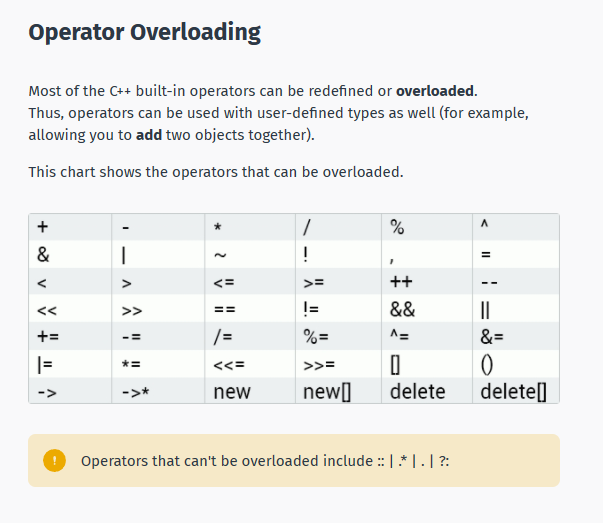 Operator Overloading
Most of the C++ built-in operators can be redefined or overloaded.
Thus, operators can be used with user-defined types as well (for example,
allowing you to add two objects together).
This chart shows the operators that can be overloaded.
+ - * / % ^
& | ~ ! , =
< > <= >= ++ --
<< >> == != && ||
+= -= /= %= ^= &=
|= *= <<= >>= [] ()
-> ->* new new[] delete delete[]
! Operators that can't be overloaded include :: | .* | . | ?: